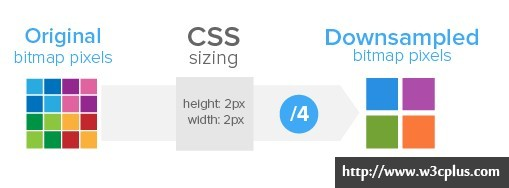 Original
bitmap pixels
CSS
sizing
height: 2px
width: 2px
/4
Downsampled
bitmap pixels
http://www.w3cplus.com